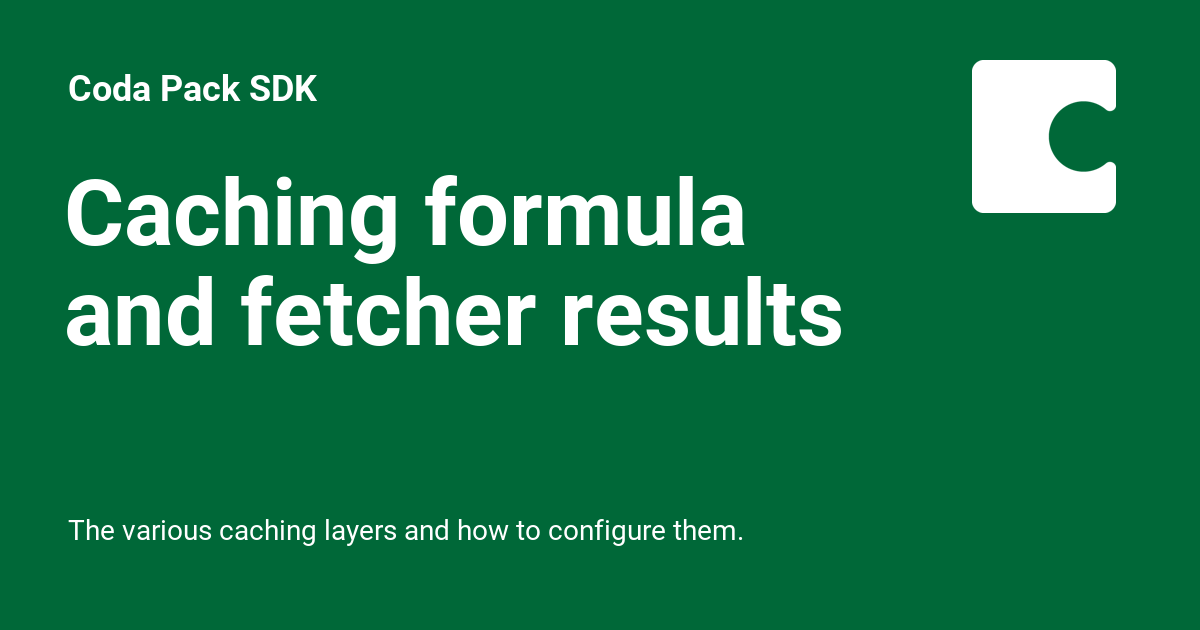 Coda Pack SDK
Caching formula
and fetcher results
The various caching layers and how to configure them.